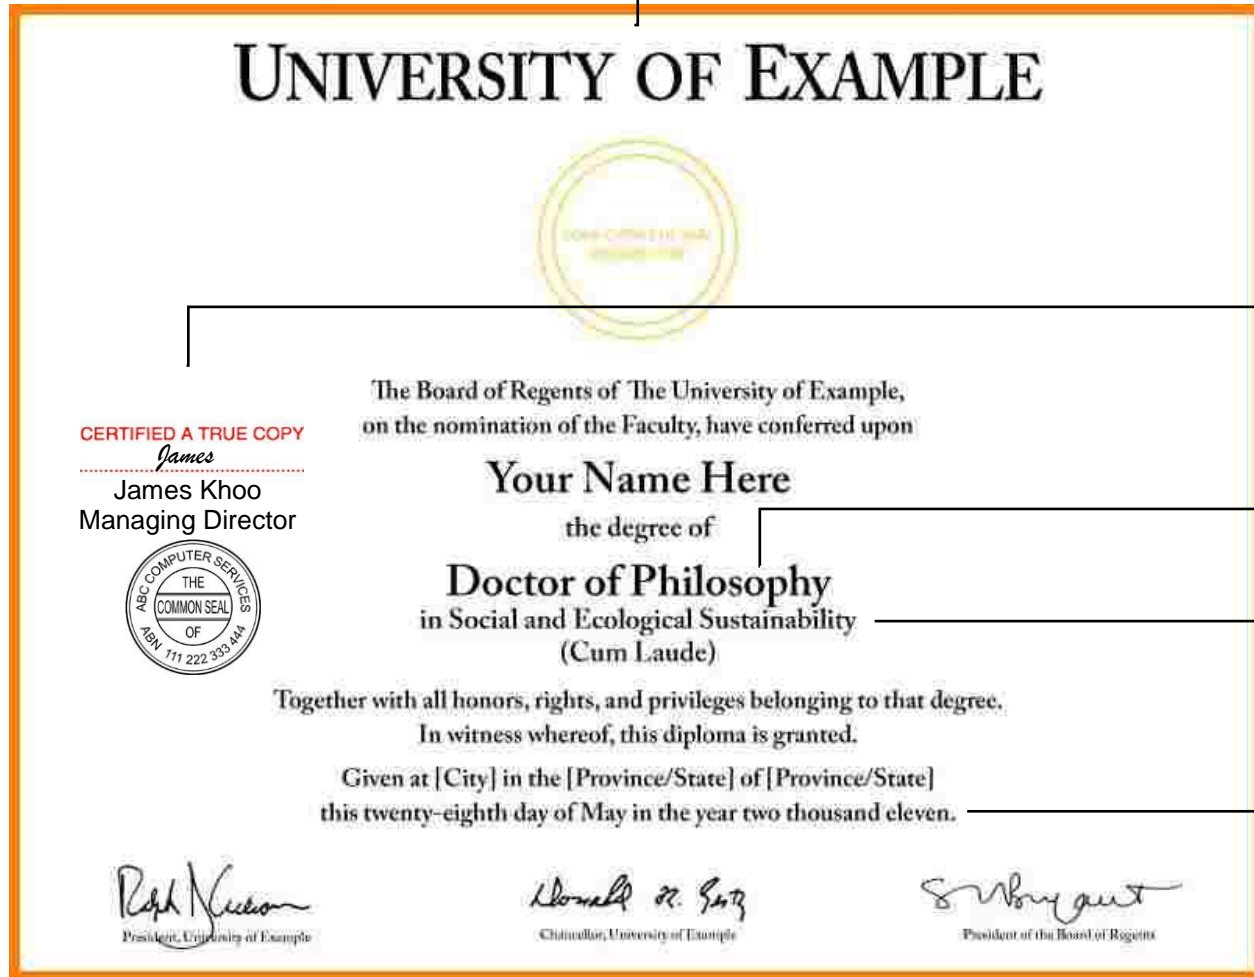 UNIVERSITY OF EXAMPLE
The Board of Regents of The University of Example,
on the nomination of the Faculty, have conferred upon
CERTIFIED A TRUE COPY
James
James Khoo
Managing Director
ABC COMPUTER SERVICES
THE
COMMON SEAL
OF
ABN 111 222 333 444
Your Name Here
the degree of
Doctor of Philosophy
in Social and Ecological Sustainability
(Cum Laude)
Together with all honors, rights, and privileges belonging to that degree.
In witness whereof, this diploma is granted.
Given at [City] in the [Province/State] of [Province/State]
this twenty-eighth day of May in the year two thousand eleven.
President, University of Example
Chancellor, University of Example
President of the Board of Regents